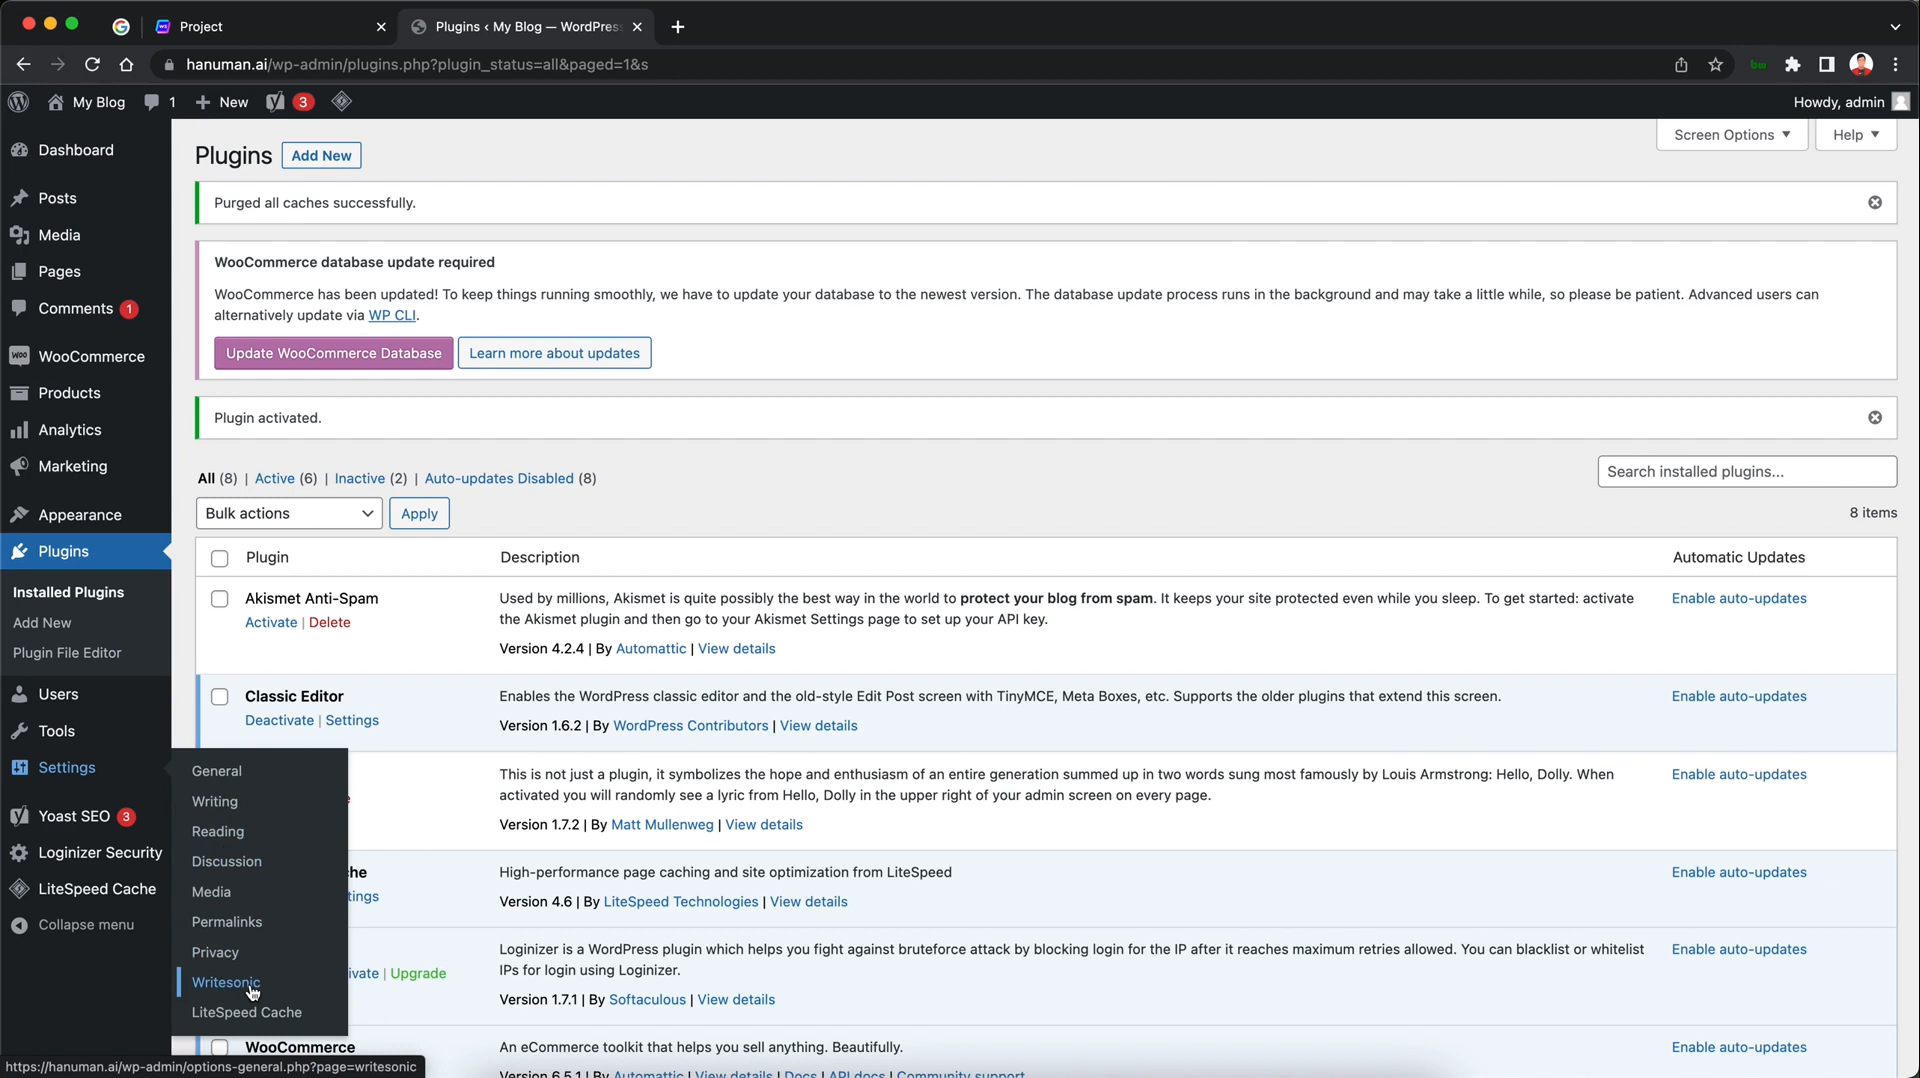 Project
Plugins ‹ My Blog — WordPress
hanuman.ai/wp-admin/plugins.php?plugin_status=all&paged=1&s
My Blog
1
New
3
Howdy, admin
Screen Options
Help
Dashboard
Posts
Media
Pages
Comments 1
WooCommerce
Products
Analytics
Marketing
Appearance
Plugins
Installed Plugins
Add New
Plugin File Editor
Users
Tools
Settings
Yoast SEO 3
Loginizer Security
LiteSpeed Cache
Collapse menu
General
Writing
Reading
Discussion
Media
Permalinks
Privacy
Writesonic
LiteSpeed Cache
Plugins Add New
Purged all caches successfully.
WooCommerce database update required
WooCommerce has been updated! To keep things running smoothly, we have to update your database to the newest version. The database update process runs in the background and may take a little while, so please be patient. Advanced users can
alternatively update via WP CLI.
Update WooCommerce Database Learn more about updates
Plugin activated.
All (8) | Active (6) | Inactive (2) | Auto-updates Disabled (8)
Search installed plugins...
Bulk actions Apply
8 items
Plugin Description Automatic Updates
Akismet Anti-Spam
Activate | Delete
Used by millions, Akismet is quite possibly the best way in the world to protect your blog from spam. It keeps your site protected even while you sleep. To get started: activate
the Akismet plugin and then go to your Akismet Settings page to set up your API key.
Version 4.2.4 | By Automattic | View details
Enable auto-updates
Classic Editor
Deactivate | Settings
Enables the WordPress classic editor and the old-style Edit Post screen with TinyMCE, Meta Boxes, etc. Supports the older plugins that extend this screen.
Version 1.6.2 | By WordPress Contributors | View details
Enable auto-updates
e
This is not just a plugin, it symbolizes the hope and enthusiasm of an entire generation summed up in two words sung most famously by Louis Armstrong: Hello, Dolly. When
activated you will randomly see a lyric from Hello, Dolly in the upper right of your admin screen on every page.
Version 1.7.2 | By Matt Mullenweg | View details
Enable auto-updates
he
tings
High-performance page caching and site optimization from LiteSpeed
Version 4.6 | By LiteSpeed Technologies | View details
Enable auto-updates
ivate | Upgrade
Loginizer is a WordPress plugin which helps you fight against bruteforce attack by blocking login for the IP after it reaches maximum retries allowed. You can blacklist or whitelist
IPs for login using Loginizer.
Version 1.7.1 | By Softaculous | View details
Enable auto-updates
WooCommerce
An eCommerce toolkit that helps you sell anything. Beautifully.
Version 6.5.1 | By Automattic | View details | Docs | API docs | Community support
Enable auto-updates
https://hanuman.ai/wp-admin/options-general.php?page=writesonic